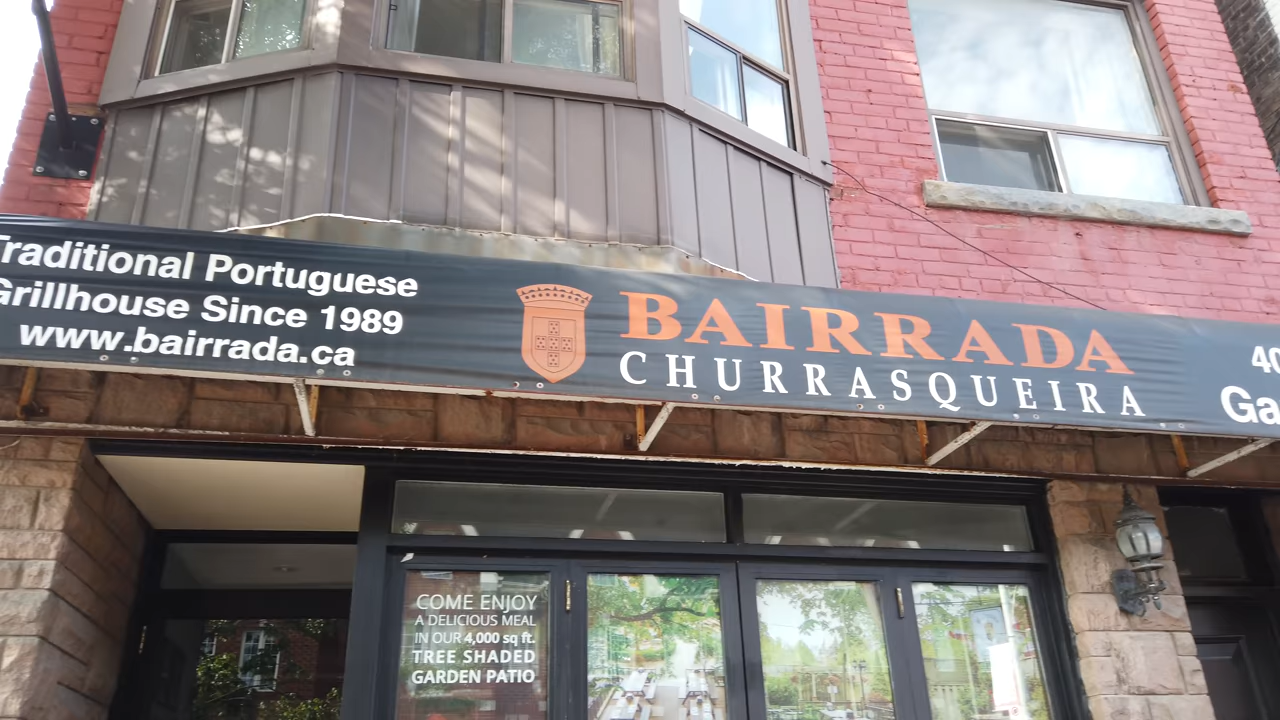 Traditional Portuguese
Grillhouse Since 1989
www.bairrada.ca
BAIRRADA
CHURRASQUEIRA
COME ENJOY
A DELICIOUS MEAL
IN OUR 4,000 sq ft.
TREE SHADED
GARDEN PATIO